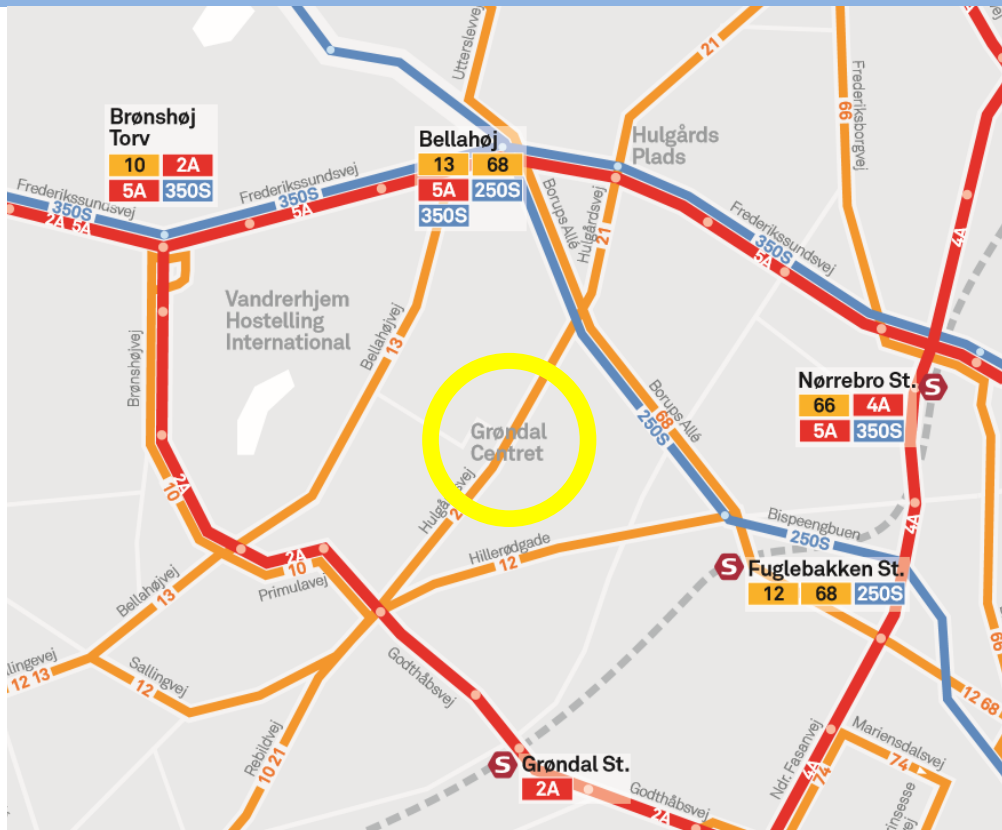 Utterslevvej
21
Frederiksborgvej
66
Brønshøj
Torv
10 2A
5A 350S
Bellahøj
13 68
5A 250S
350S
Hulgårds
Plads
Frederikssundsvej
350S
2A 5A
Frederikssundsvej
350S
5A
Borups Allé
Hulgårdsvej
21
Frederikssundsvej
350S
5A
4A
Vandrerhjem
Hostelling
International
Brønshøjvej
Bellahøjvej
13
Nørrebro St.
66 4A
5A 350S
Borups Allé
68
250S
Grøndal
Centret
2A
10
4A
Bispeengbuen
250S
Hillerødgade
12
2A
10
Primulavej
Fuglebakken St.
12 68 250S
Bellahøjvej
13
66
12 13
Sallingvej
12
Godthåbsvej
12 68
Rebildvej
10 21
Mariensdalsvej
74
Ndr. Fasanvej
4A
74
Grøndal St.
2A
Godthåbsvej
2A